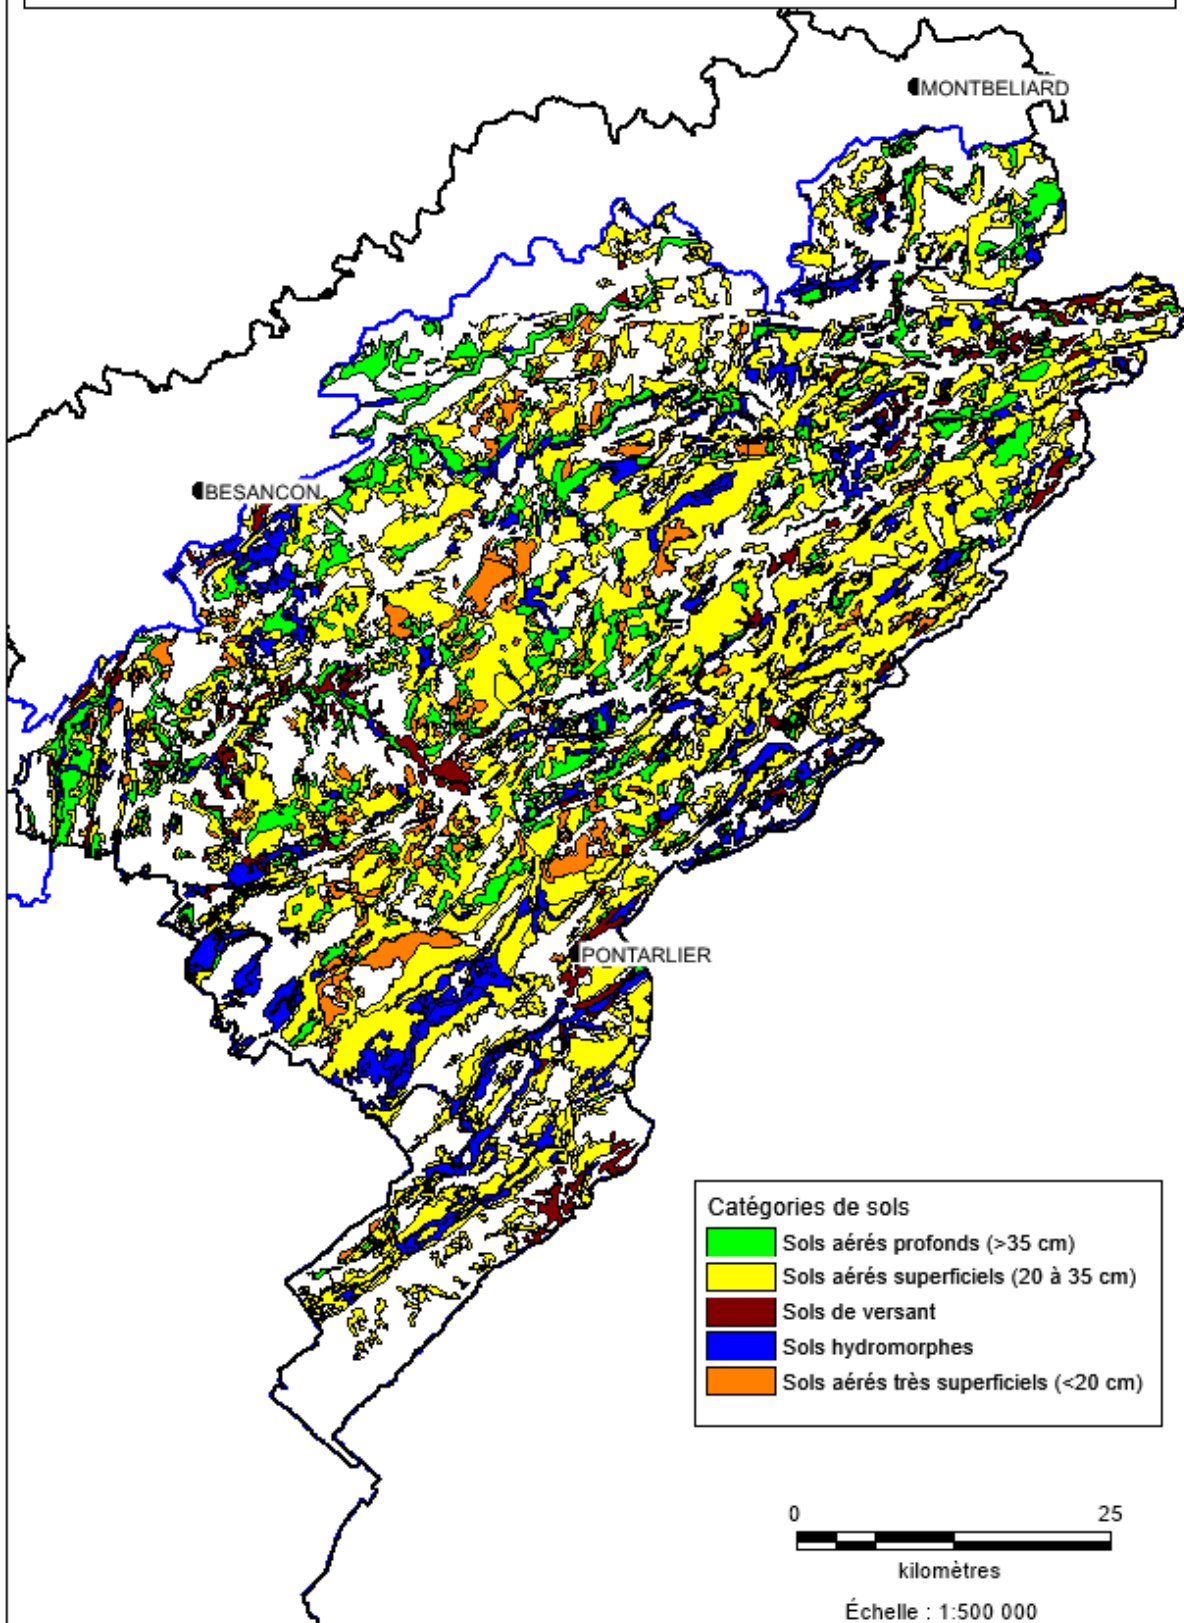 MONTBELIARD
BESANCON
PONTARLIER
Catégories de sols
Sols aérés profonds (>35 cm)
Sols aérés superficiels (20 à 35 cm)
Sols de versant
Sols hydromorphes
Sols aérés très superficiels (<20 cm)
0 25
kilomètres
Échelle : 1:500 000